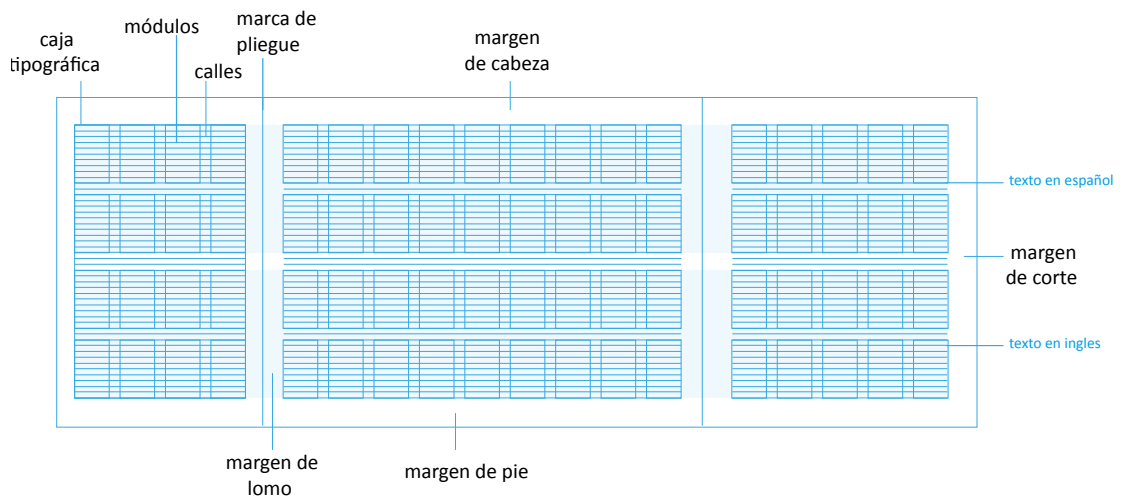 caja
tipográfica
módulos
calles
marca de
pliegue
margen
de cabeza
texto en español
margen
de corte
texto en ingles
margen de
lomo
margen de pie